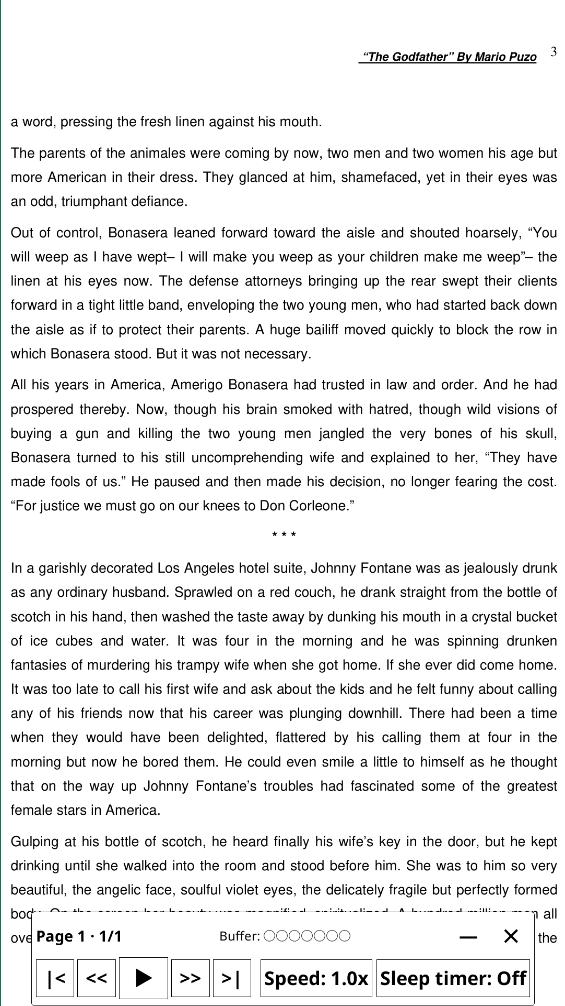 “The Godfather” By Mario Puzo 3
a word, pressing the fresh linen against his mouth.
The parents of the animales were coming by now, two men and two women his age but
more American in their dress. They glanced at him, shamefaced, yet in their eyes was
an odd, triumphant defiance.
Out of control, Bonasera leaned forward toward the aisle and shouted hoarsely, “You
will weep as I have wept– I will make you weep as your children make me weep”– the
linen at his eyes now. The defense attorneys bringing up the rear swept their clients
forward in a tight little band, enveloping the two young men, who had started back down
the aisle as if to protect their parents. A huge bailiff moved quickly to block the row in
which Bonasera stood. But it was not necessary.
All his years in America, Amerigo Bonasera had trusted in law and order. And he had
prospered thereby. Now, though his brain smoked with hatred, though wild visions of
buying a gun and killing the two young men jangled the very bones of his skull,
Bonasera turned to his still uncomprehending wife and explained to her, “They have
made fools of us.” He paused and then made his decision, no longer fearing the cost.
“For justice we must go on our knees to Don Corleone.”
* * *
In a garishly decorated Los Angeles hotel suite, Johnny Fontane was as jealously drunk
as any ordinary husband. Sprawled on a red couch, he drank straight from the bottle of
scotch in his hand, then washed the taste away by dunking his mouth in a crystal bucket
of ice cubes and water. It was four in the morning and he was spinning drunken
fantasies of murdering his trampy wife when she got home. If she ever did come home.
It was too late to call his first wife and ask about the kids and he felt funny about calling
any of his friends now that his career was plunging downhill. There had been a time
when they would have been delighted, flattered by his calling them at four in the
morning but now he bored them. He could even smile a little to himself as he thought
that on the way up Johnny Fontane’s troubles had fascinated some of the greatest
female stars in America.
Gulping at his bottle of scotch, he heard finally his wife’s key in the door, but he kept
drinking until she walked into the room and stood before him. She was to him so very
beautiful, the angelic face, soulful violet eyes, the delicately fragile but perfectly formed
all
the
Page 1 · 1/1 Buffer: ○○○○○○○ — ✕
|< << ▶ >> >| Speed: 1.0x Sleep timer: Off